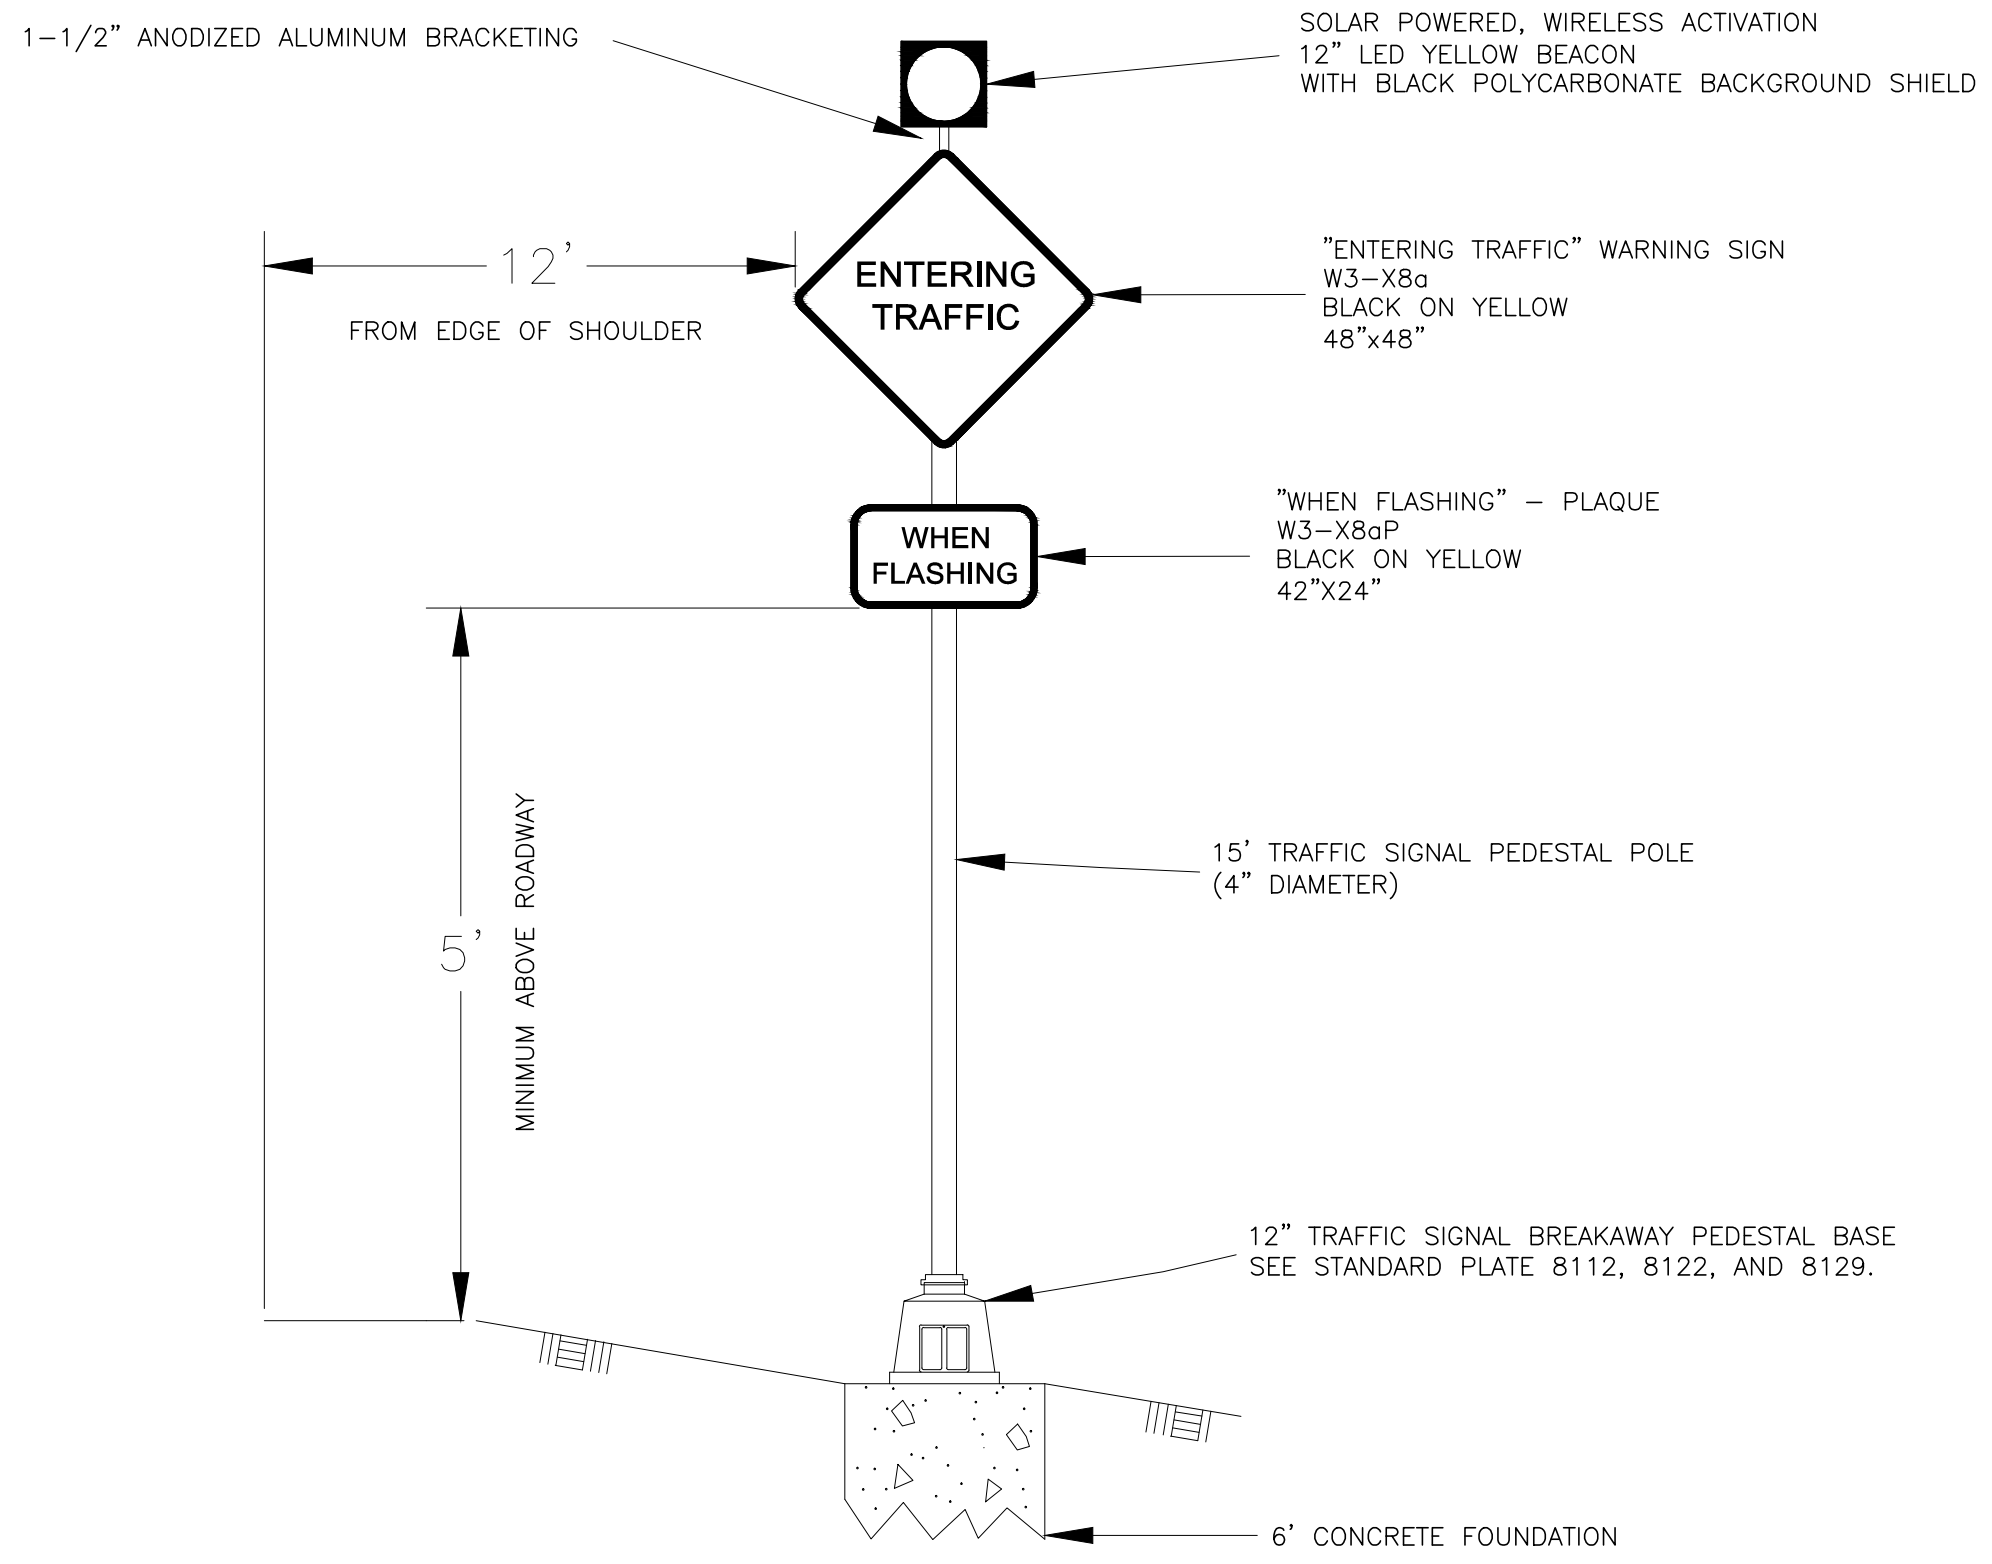 1-1/2" ANODIZED ALUMINUM BRACKETING
SOLAR POWERED, WIRELESS ACTIVATION
12" LED YELLOW BEACON
WITH BLACK POLYCARBONATE BACKGROUND SHIELD
12'
FROM EDGE OF SHOULDER
ENTERING
TRAFFIC
"ENTERING TRAFFIC" WARNING SIGN
W3-X8a
BLACK ON YELLOW
48"x48"
WHEN
FLASHING
"WHEN FLASHING" - PLAQUE
W3-X8aP
BLACK ON YELLOW
42"X24"
5'
MINIMUM ABOVE ROADWAY
15' TRAFFIC SIGNAL PEDESTAL POLE
(4" DIAMETER)
12" TRAFFIC SIGNAL BREAKAWAY PEDESTAL BASE
SEE STANDARD PLATE 8112, 8122, AND 8129.
6' CONCRETE FOUNDATION